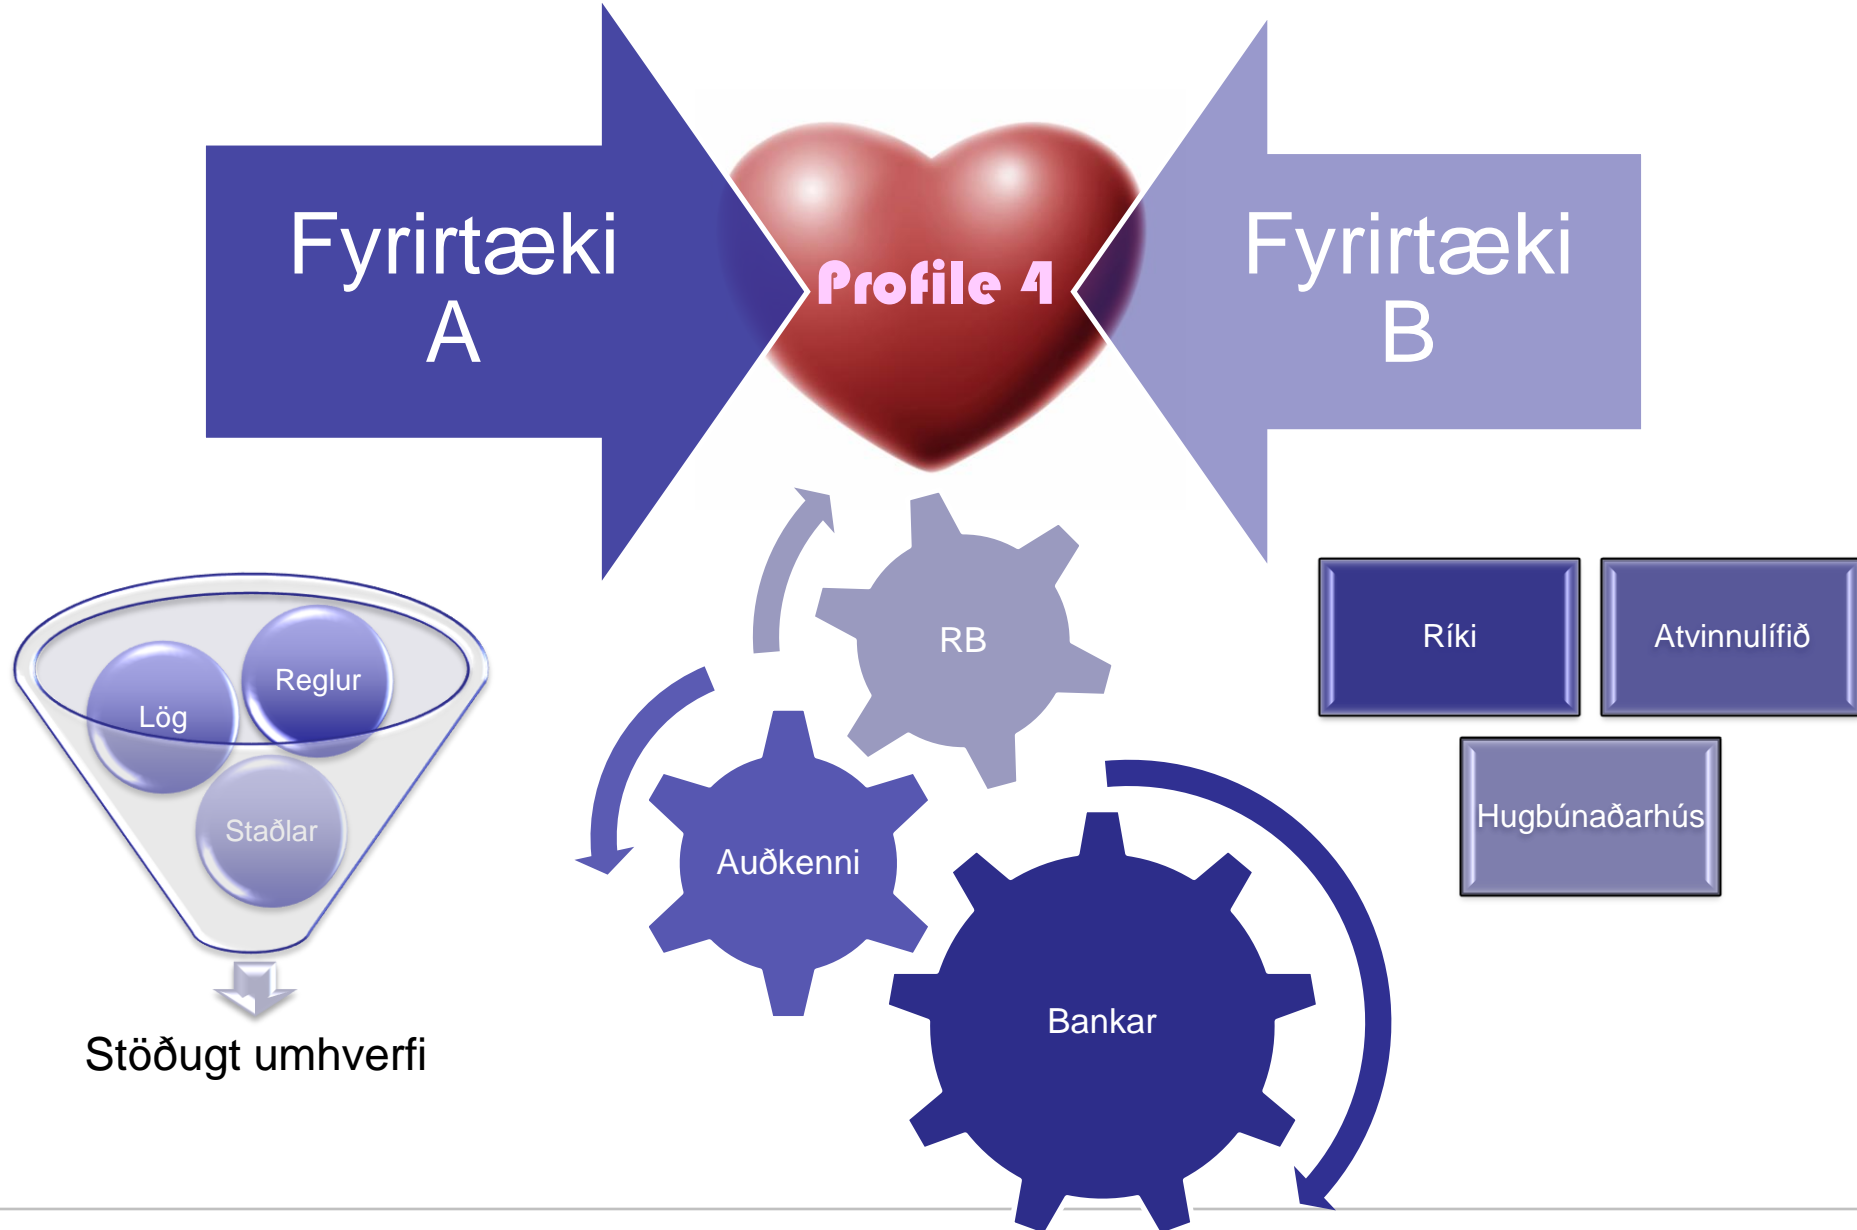 Fyrirtæki
A
Profile 4
Fyrirtæki
B
Lög
Reglur
Staðlar
Stöðugt umhverfi
RB
Auðkenni
Bankar
Ríki
Atvinnulífið
Hugbúnaðarhús